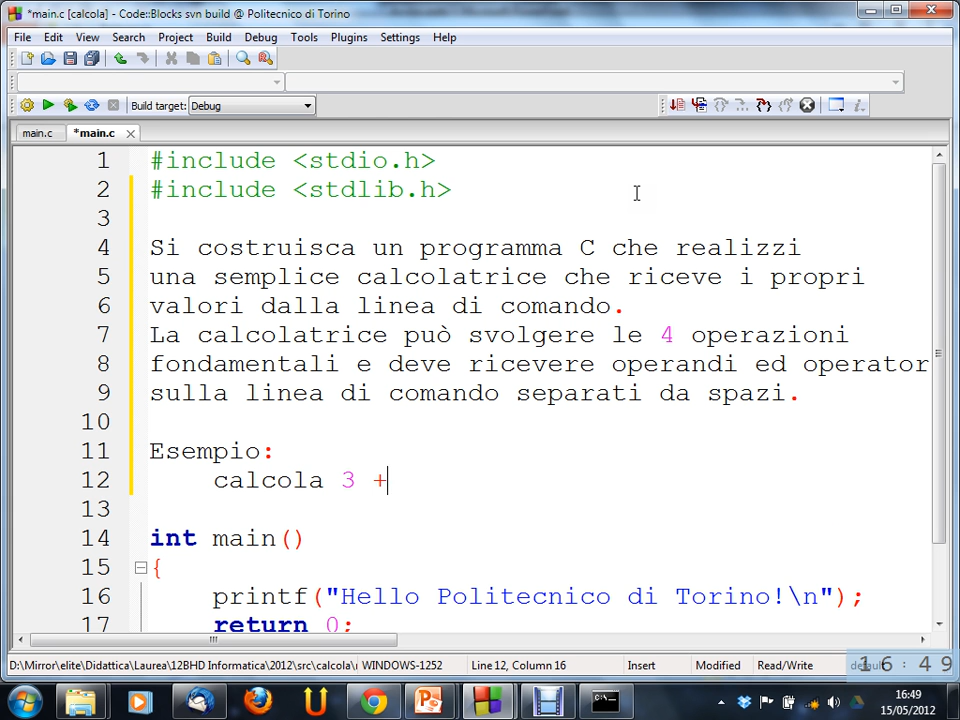 *main.c [calcola] - Code::Blocks svn build @ Politecnico di Torino
File Edit View Search Project Build Debug Tools Plugins Settings Help
Build target: Debug
main.c *main.c
1 #include <stdio.h>
2 #include <stdlib.h>
3
4 Si costruisca un programma C che realizzi
5 una semplice calcolatrice che riceve i propri
6 valori dalla linea di comando.
7 La calcolatrice può svolgere le 4 operazioni
8 fondamentali e deve ricevere operandi ed operator
9 sulla linea di comando separati da spazi.
10
11 Esempio:
12 calcola 3 +
13
14 int main()
15 {
16 printf("Hello Politecnico di Torino!\n");
17 return 0;
D:\Mirror\elite\Didattica\Laurea\12BHD Informatica\2012\src\calcola\ WINDOWS-1252 Line 12, Column 16 Insert Modified Read/Write 16:49
16:49
15/05/2012